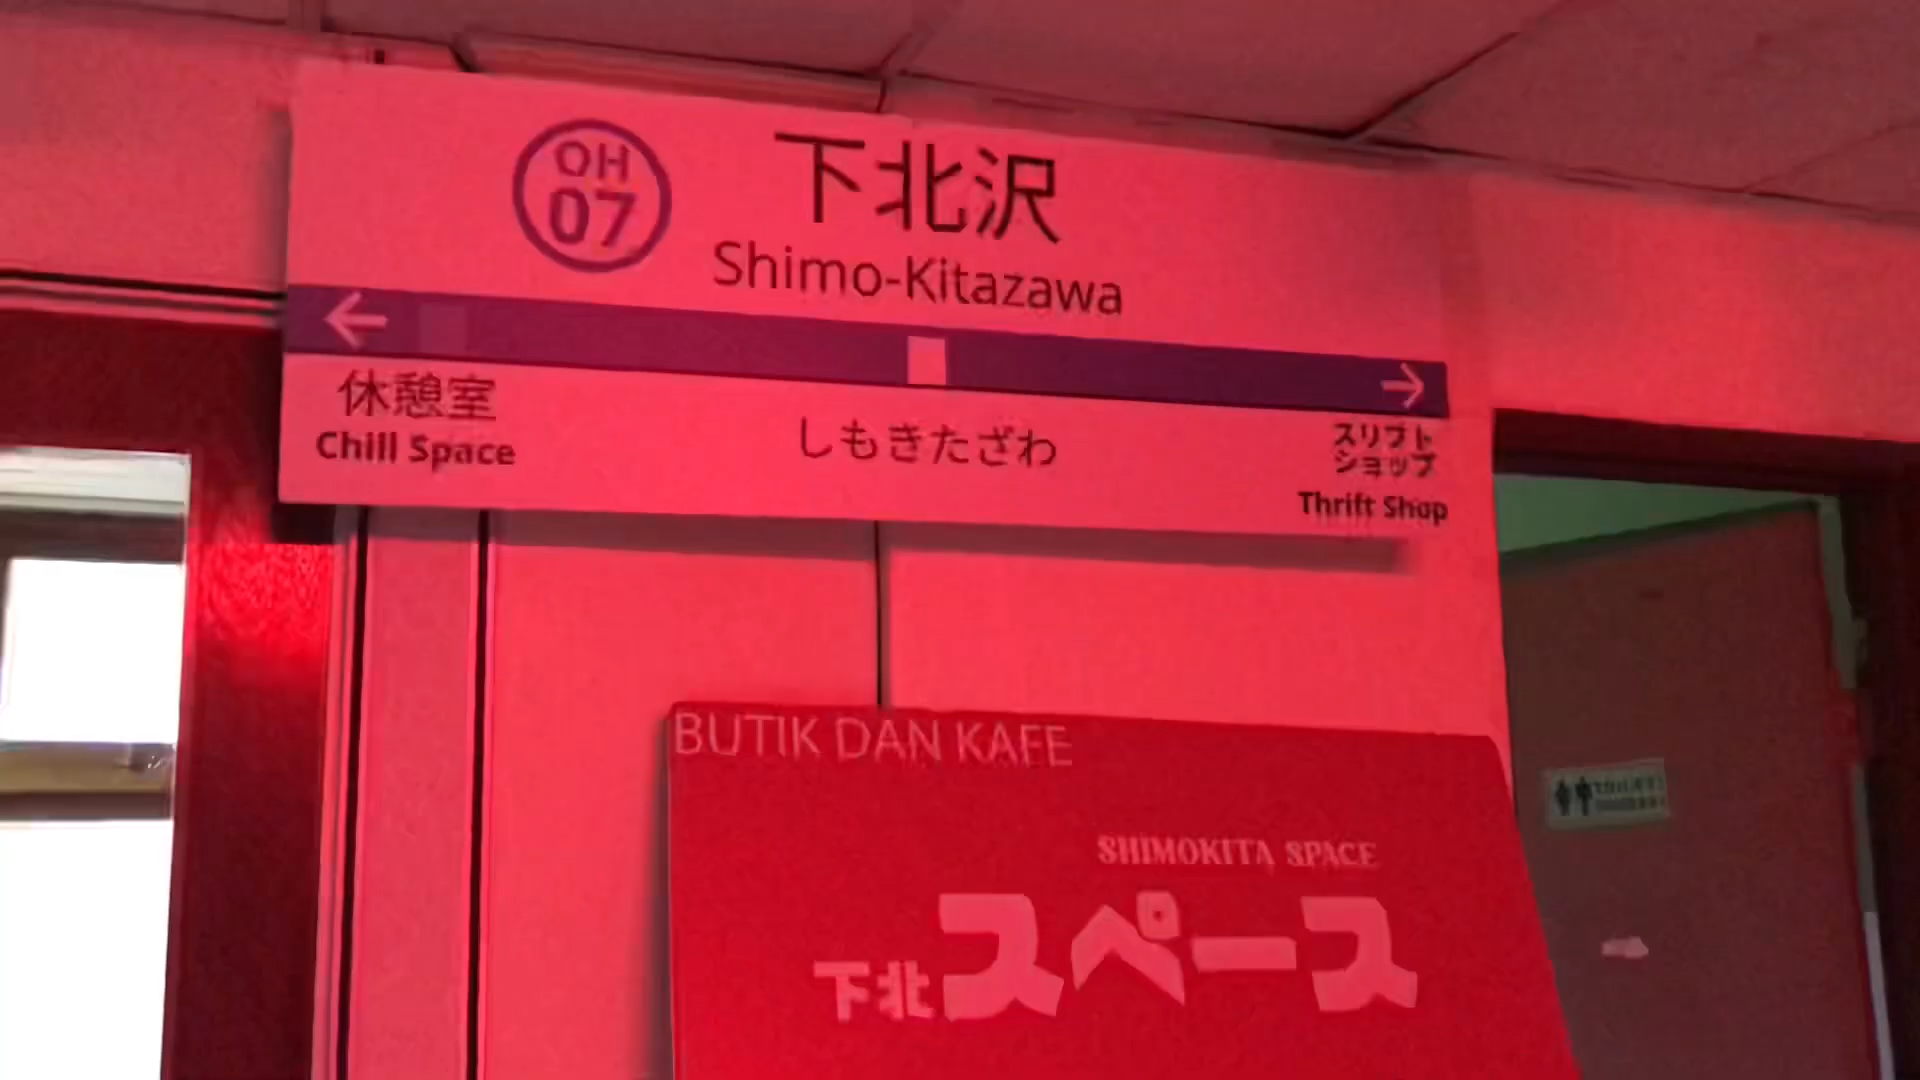 OH
07
下北沢
Shimo-Kitazawa
休憩室
Chill Space
しもきたざわ
スリフト
ショップ
Thrift Shop
BUTIK DAN KAFE
SHIMOKITA SPACE
下北スペース